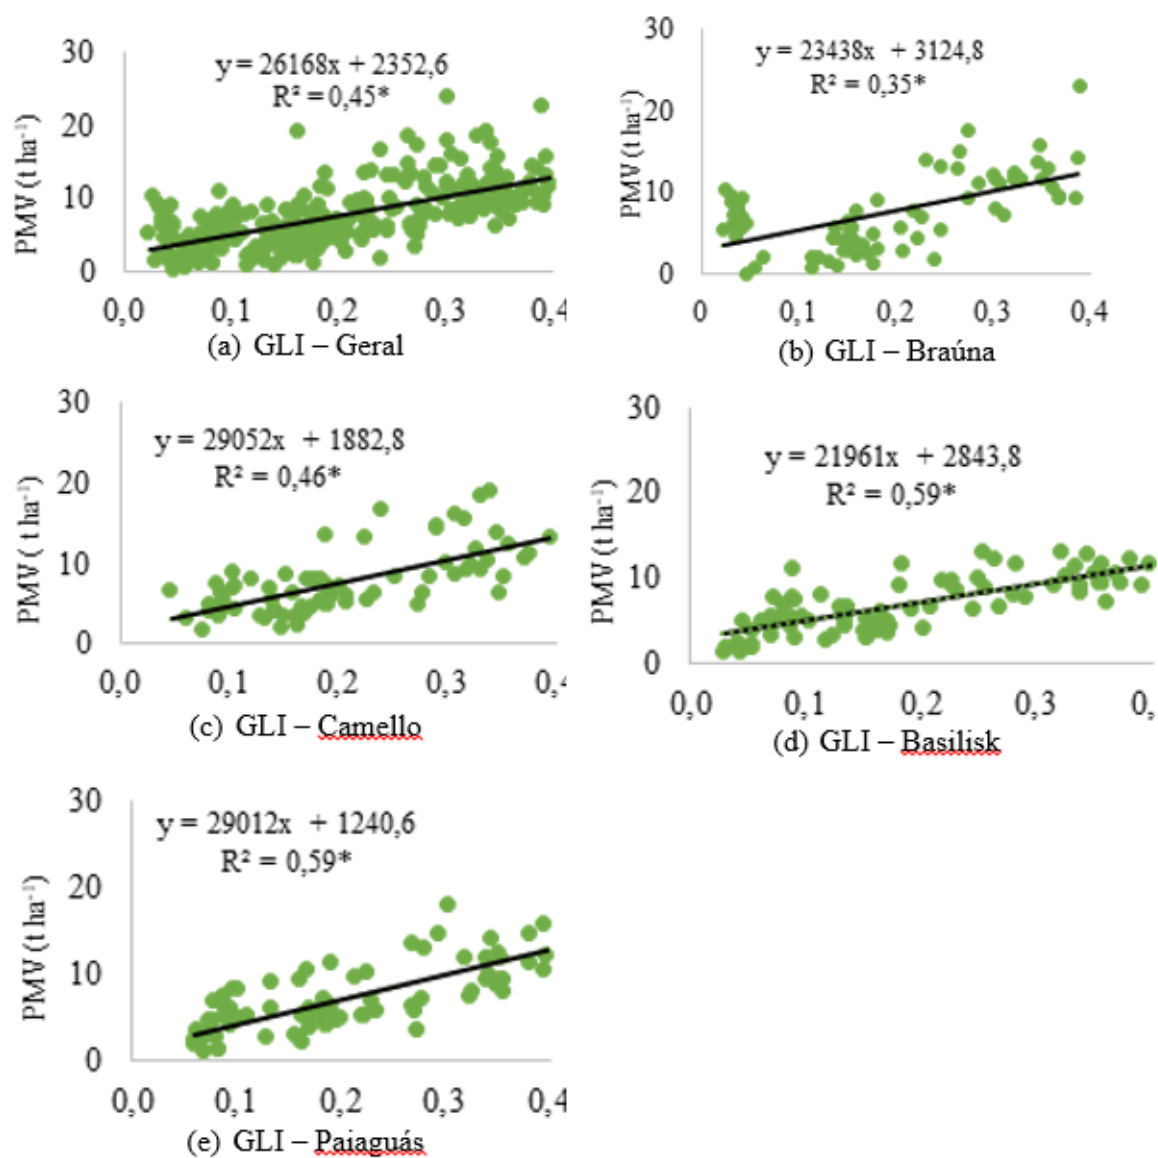 y = 26168x + 2352,6
R² = 0,45*
PMV (t ha⁻¹)
30
20
10
0
0,0 0,1 0,2 0,3 0,4
(a) GLI – Geral
y = 23438x + 3124,8
R² = 0,35*
PMV (t ha⁻¹)
30
20
10
0
0 0,1 0,2 0,3 0,4
(b) GLI – Braúna
y = 29052x + 1882,8
R² = 0,46*
PMV ( t ha⁻¹)
30
20
10
0
0,0 0,1 0,2 0,3 0,4
(c) GLI – Camello
y = 21961x + 2843,8
R² = 0,59*
PMV (t ha⁻¹)
30
20
10
0
0,0 0,1 0,2 0,3 0,
(d) GLI – Basilisk
y = 29012x + 1240,6
R² = 0,59*
PMV (t ha⁻¹)
30
20
10
0
0,0 0,1 0,2 0,3 0,4
(e) GLI – Paiaguás